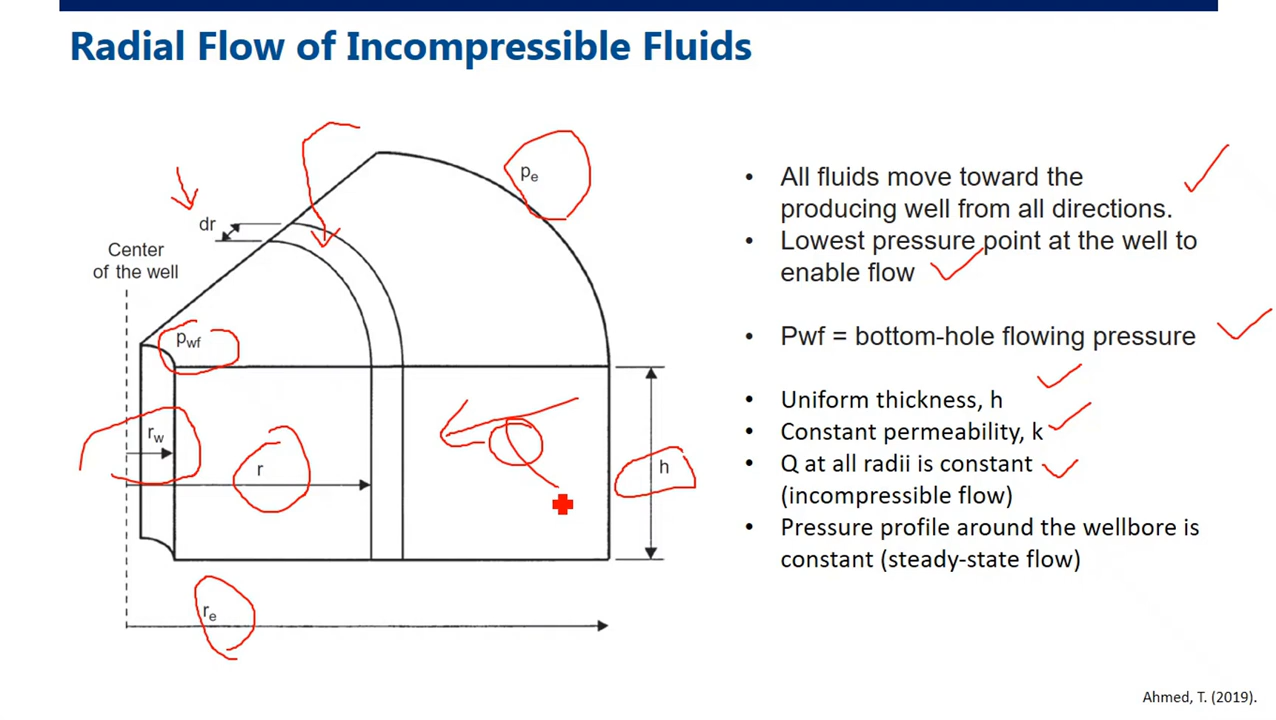 Radial Flow of Incompressible Fluids
pe
dr
Center
of the well
pwf
rw
r
h
re
• All fluids move toward the
producing well from all directions.
• Lowest pressure point at the well to
enable flow
• Pwf = bottom-hole flowing pressure
• Uniform thickness, h
• Constant permeability, k
• Q at all radii is constant
(incompressible flow)
• Pressure profile around the wellbore is
constant (steady-state flow)
Ahmed, T. (2019).